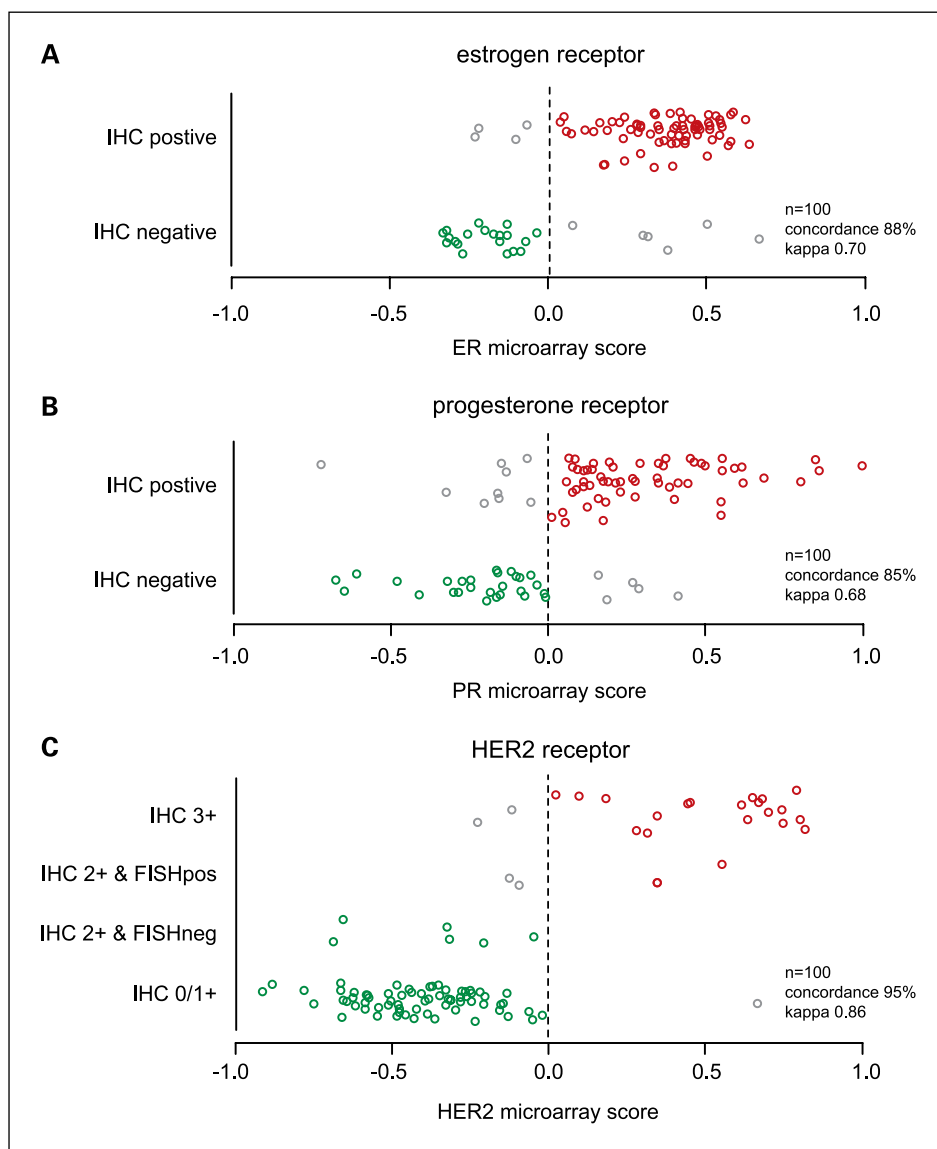 A
estrogen receptor
IHC postive
IHC negative
n=100
concordance 88%
kappa 0.70
-1.0 -0.5 0.0 0.5 1.0
ER microarray score
B
progesterone receptor
IHC postive
IHC negative
n=100
concordance 85%
kappa 0.68
-1.0 -0.5 0.0 0.5 1.0
PR microarray score
C
HER2 receptor
IHC 3+
IHC 2+ & FISHpos
IHC 2+ & FISHneg
IHC 0/1+
n=100
concordance 95%
kappa 0.86
-1.0 -0.5 0.0 0.5 1.0
HER2 microarray score